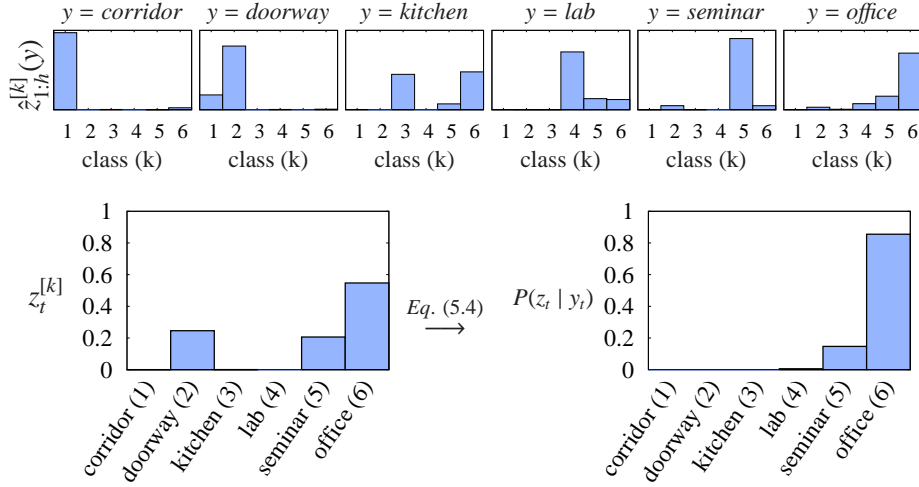 y = corridor y = doorway y = kitchen y = lab y = seminar y = office
ẑ_{1:h}^{[k]}(y)
1 2 3 4 5 6 1 2 3 4 5 6 1 2 3 4 5 6 1 2 3 4 5 6 1 2 3 4 5 6 1 2 3 4 5 6
class (k) class (k) class (k) class (k) class (k) class (k)
1 1
0.8 0.8
0.6 0.6
z_t^{[k]} Eq. (5.4) P(z_t | y_t)
⟶
0.4 0.4
0.2 0.2
0 0
corridor (1) doorway (2) kitchen (3) lab (4) seminar (5) office (6) corridor (1) doorway (2) kitchen (3) lab (4) seminar (5) office (6)